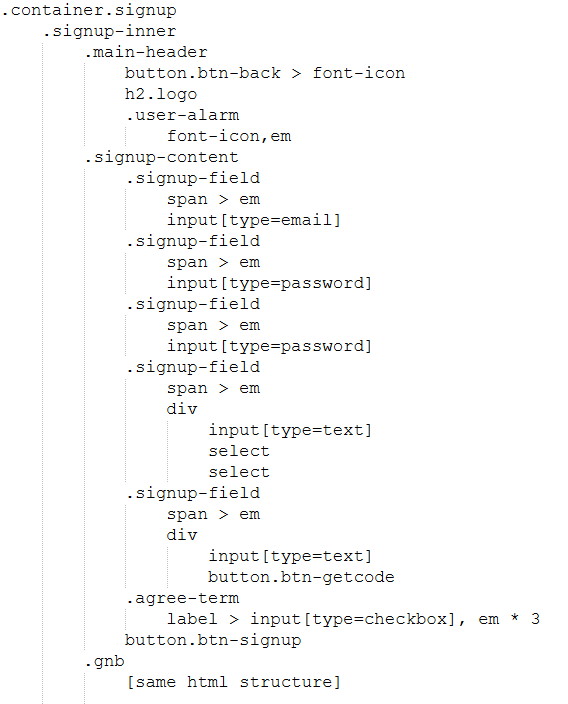 .container.signup
.signup-inner
.main-header
button.btn-back > font-icon
h2.logo
.user-alarm
font-icon,em
.signup-content
.signup-field
span > em
input[type=email]
.signup-field
span > em
input[type=password]
.signup-field
span > em
input[type=password]
.signup-field
span > em
div
input[type=text]
select
select
.signup-field
span > em
div
input[type=text]
button.btn-getcode
.agree-term
label > input[type=checkbox], em * 3
button.btn-signup
.gnb
[same html structure]